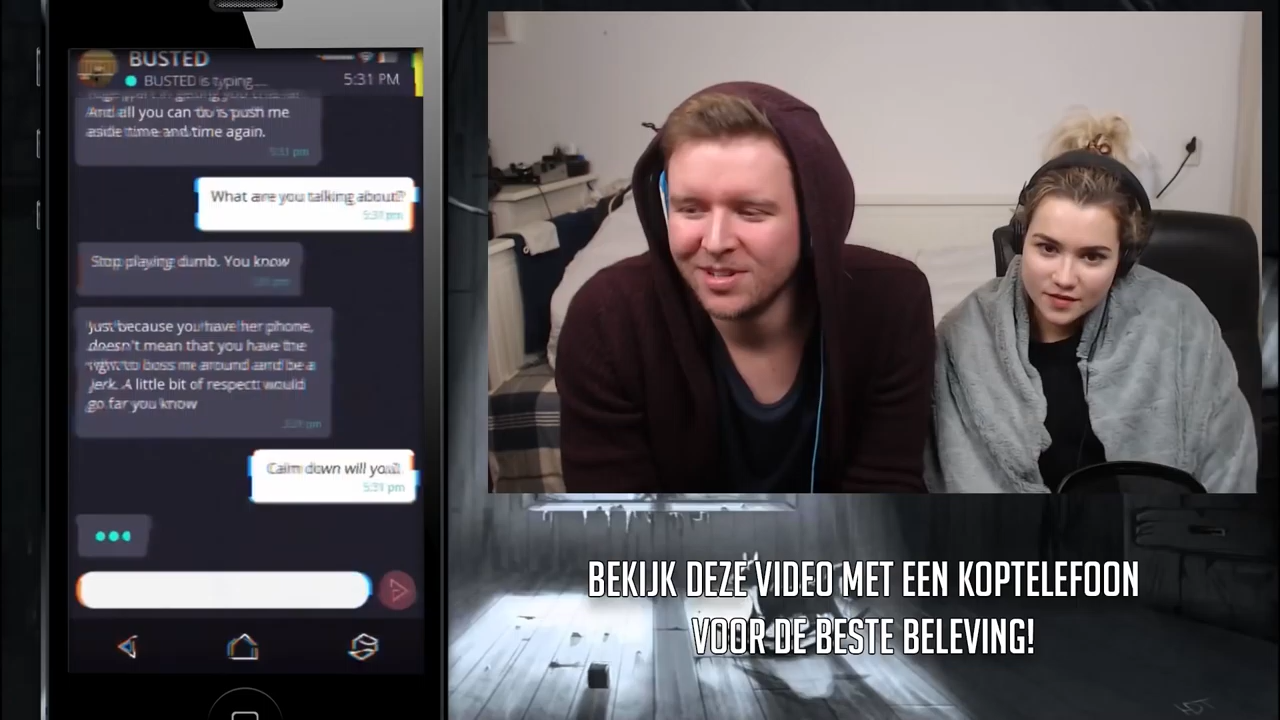 BUSTED
BUSTED is typing...
5:31 PM
And all you can do is push me
aside time and time again.
5:31 pm
What are you talking about?
5:31 pm
Stop playing dumb. You know
Just because you have her phone,
doesn't mean that you have the
right to boss me around and be a
jerk. A little bit of respect would
go far you know
5:31 pm
Calm down will you?
5:31 pm
BEKIJK DEZE VIDEO MET EEN KOPTELEFOON
VOOR DE BESTE BELEVING!